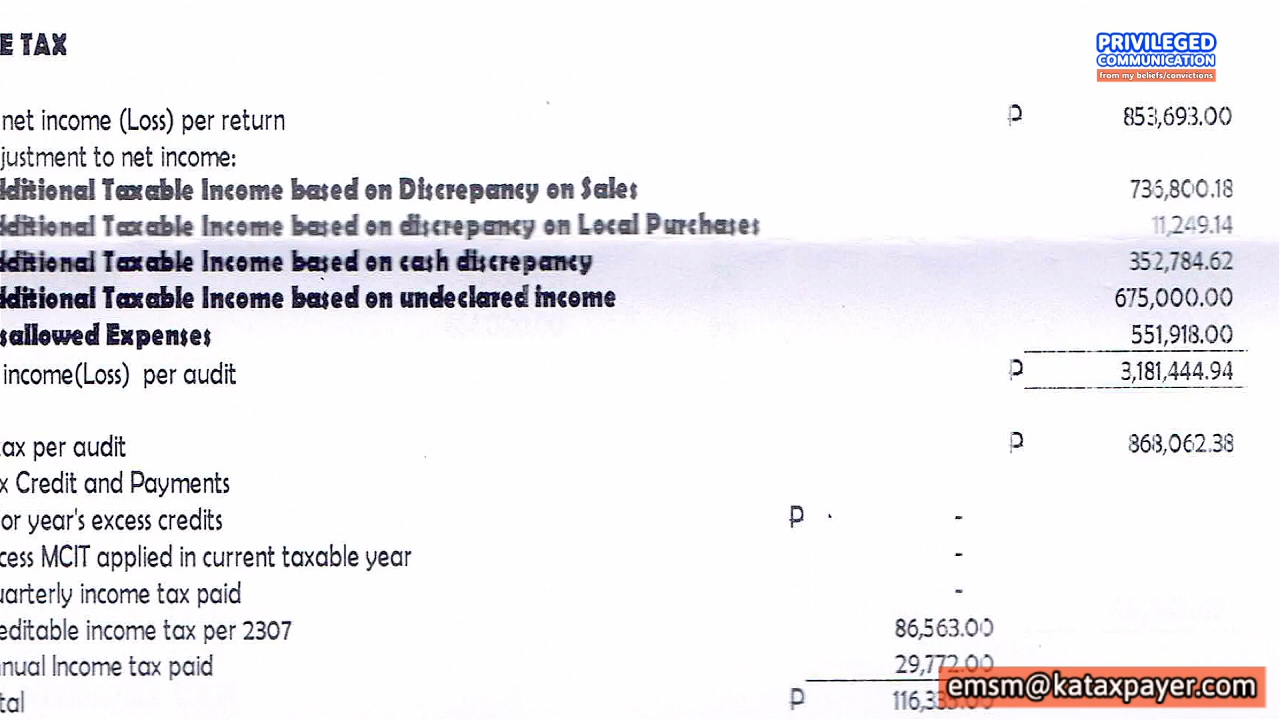 E TAX
PRIVILEGED
COMMUNICATION
from my beliefs/convictions
net income (Loss) per return ₱ 853,693.00
justment to net income:
dditional Taxable Income based on Discrepancy on Sales 736,800.18
dditional Taxable Income based on discrepancy on Local Purchases 11,249.14
dditional Taxable Income based on cash discrepancy 352,784.62
dditional Taxable Income based on undeclared income 675,000.00
sallowed Expenses 551,918.00
income(Loss) per audit ₱ 3,181,444.94
tax per audit ₱ 868,062.38
x Credit and Payments
or year's excess credits ₱ -
cess MCIT applied in current taxable year -
uarterly income tax paid -
editable income tax per 2307 86,563.00
nnual Income tax paid 29,772.00
tal ₱ 116,335.00
emsm@kataxpayer.com